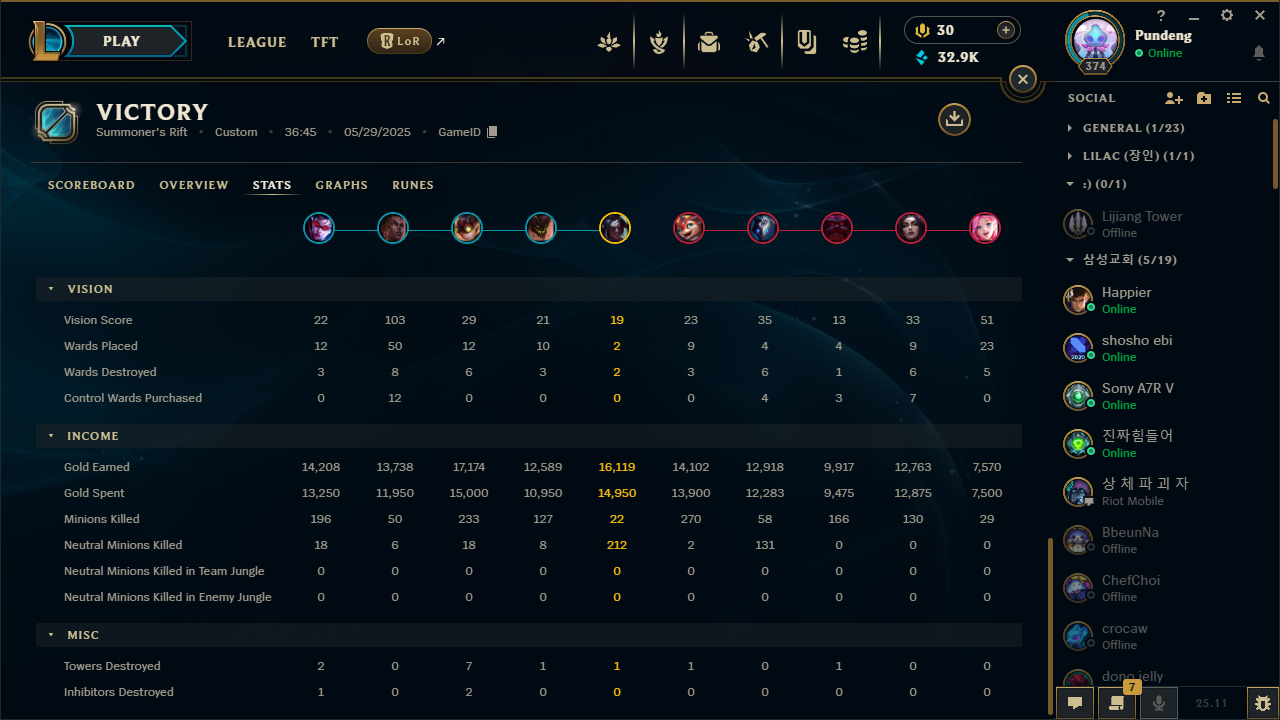 PLAY
LEAGUE
TFT
LoR
30
32.9K
374
Pundeng
Online
VICTORY
Summoner's Rift • Custom • 36:45 • 05/29/2025 • GameID
SCOREBOARD OVERVIEW STATS GRAPHS RUNES
VISION
Vision Score 22 103 29 21 19 23 35 13 33 51
Wards Placed 12 50 12 10 2 9 4 4 9 23
Wards Destroyed 3 8 6 3 2 3 6 1 6 5
Control Wards Purchased 0 12 0 0 0 0 4 3 7 0
INCOME
Gold Earned 14,208 13,738 17,174 12,589 16,119 14,102 12,918 9,917 12,763 7,570
Gold Spent 13,250 11,950 15,000 10,950 14,950 13,900 12,283 9,475 12,875 7,500
Minions Killed 196 50 233 127 22 270 58 166 130 29
Neutral Minions Killed 18 6 18 8 212 2 131 0 0 0
Neutral Minions Killed in Team Jungle 0 0 0 0 0 0 0 0 0 0
Neutral Minions Killed in Enemy Jungle 0 0 0 0 0 0 0 0 0 0
MISC
Towers Destroyed 2 0 7 1 1 1 0 1 0 0
Inhibitors Destroyed 1 0 2 0 0 0 0 0 0 0
SOCIAL
GENERAL (1/23)
LILAC (장인) (1/1)
:) (0/1)
Lijiang Tower
Offline
삼성교회 (5/19)
Happier
Online
shosho ebi
Online
Sony A7R V
Online
진짜힘들어
Online
상 체 파 괴 자
Riot Mobile
BbeunNa
Offline
ChefChoi
Offline
crocaw
Offline
dono jelly
7
25.11